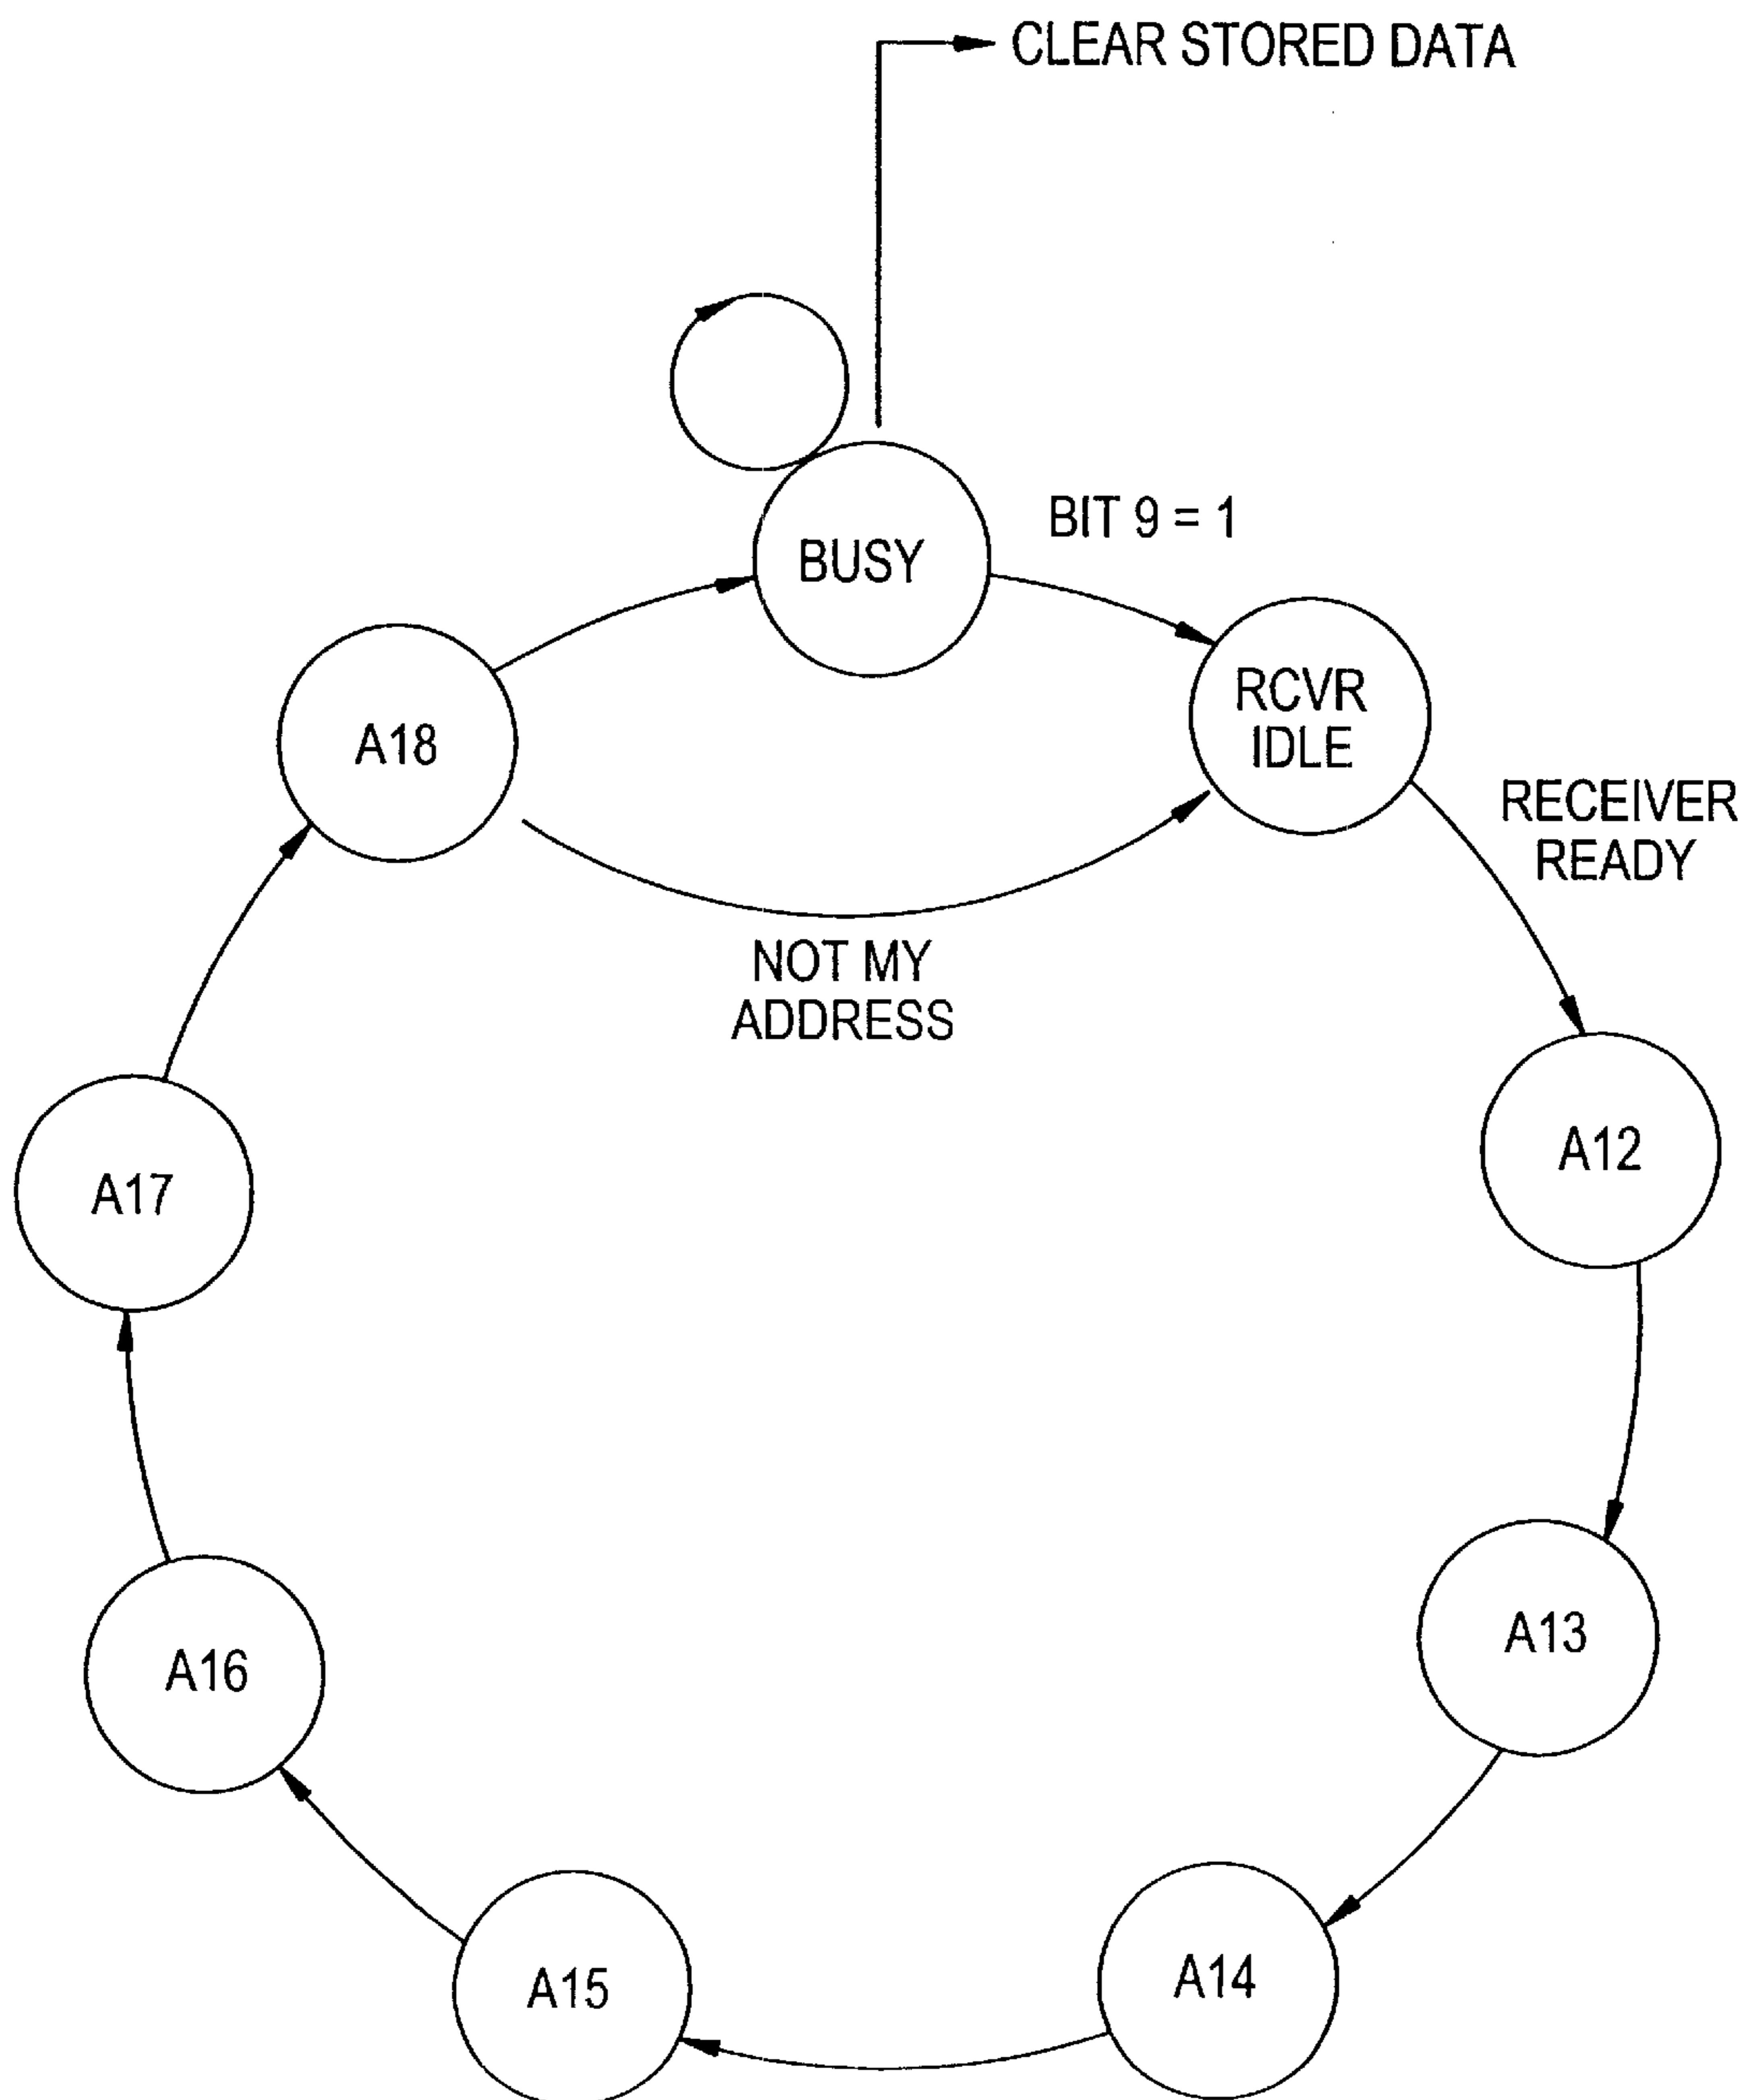 CLEAR STORED DATA
BIT 9 = 1
BUSY
RCVR
IDLE
A18
RECEIVER
READY
NOT MY
ADDRESS
A12
A17
A13
A16
A14
A15